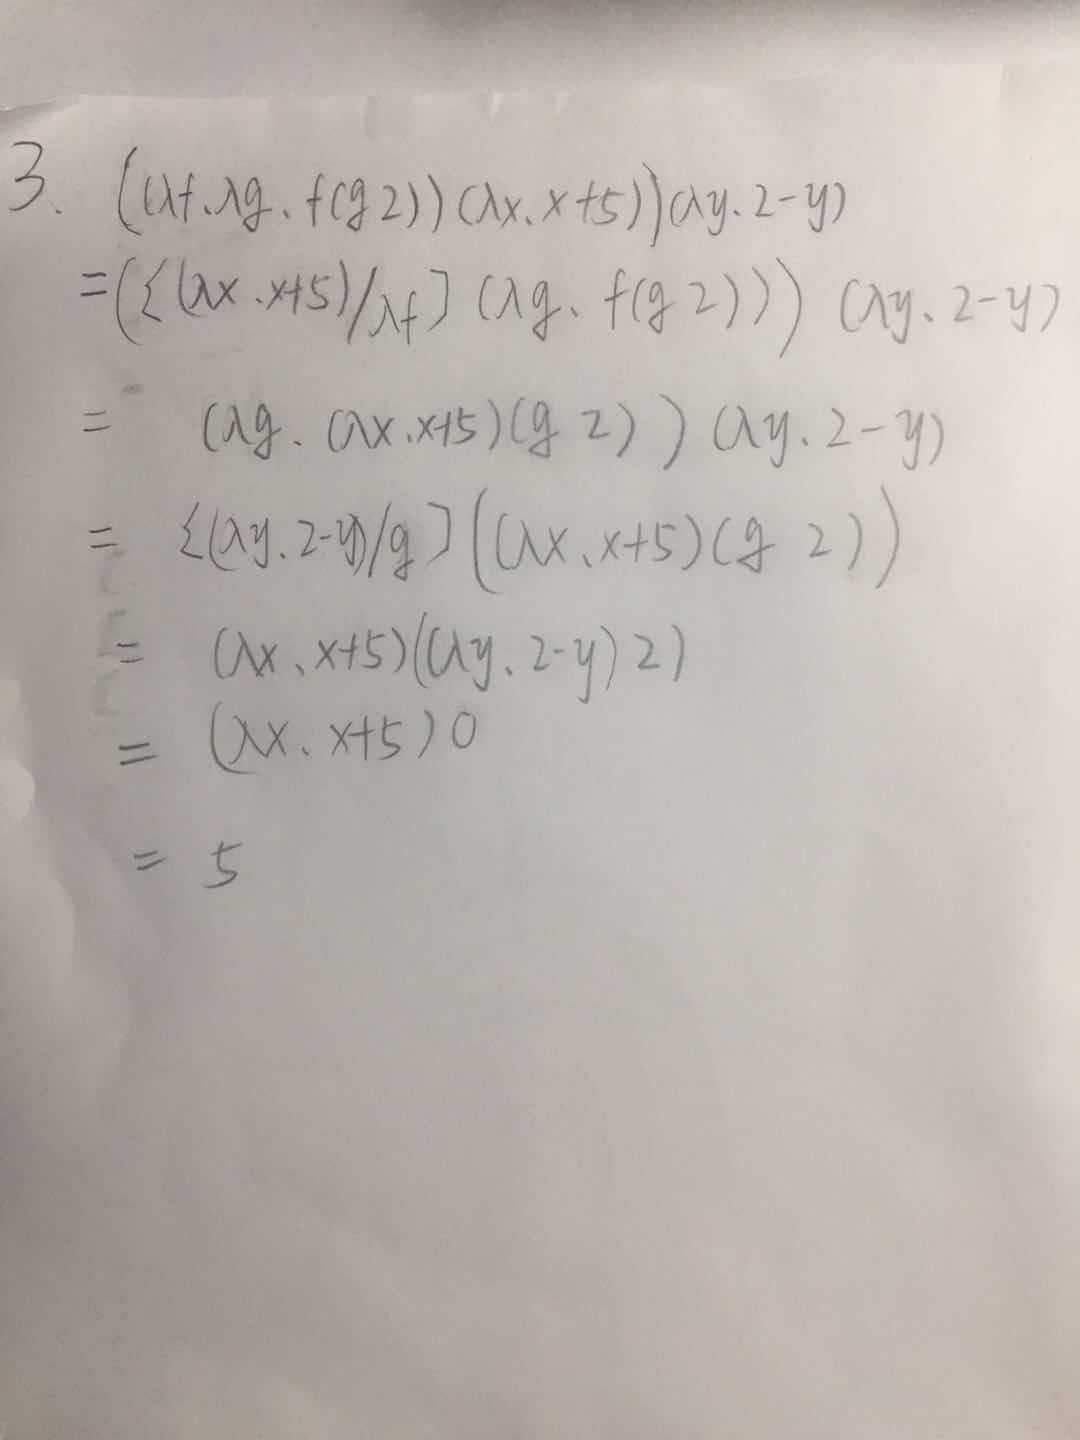 3. ((λf.λg.f(g 2))(λx.x+5))(λy.2-y)
=({(λx.x+5)/λf](λg.f(g 2)))(λy.2-y)
= (λg.(λx.x+5)(g 2))(λy.2-y)
= {(λy.2-y)/g]((λx.x+5)(g 2))
= (λx.x+5)((λy.2-y)2)
= (λx.x+5)0
= 5